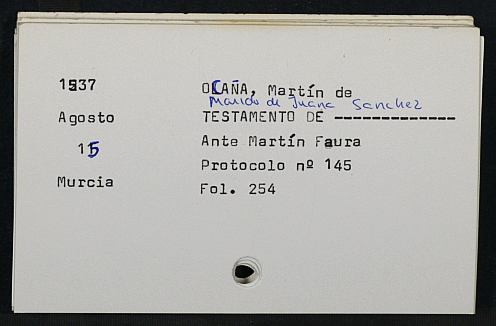 1537 OCAÑA, Martín de
Marido de Juana Sanchez
Agosto TESTAMENTO DE -------------
15 Ante Martín Faura
Protocolo nº 145
Murcia Fol. 254